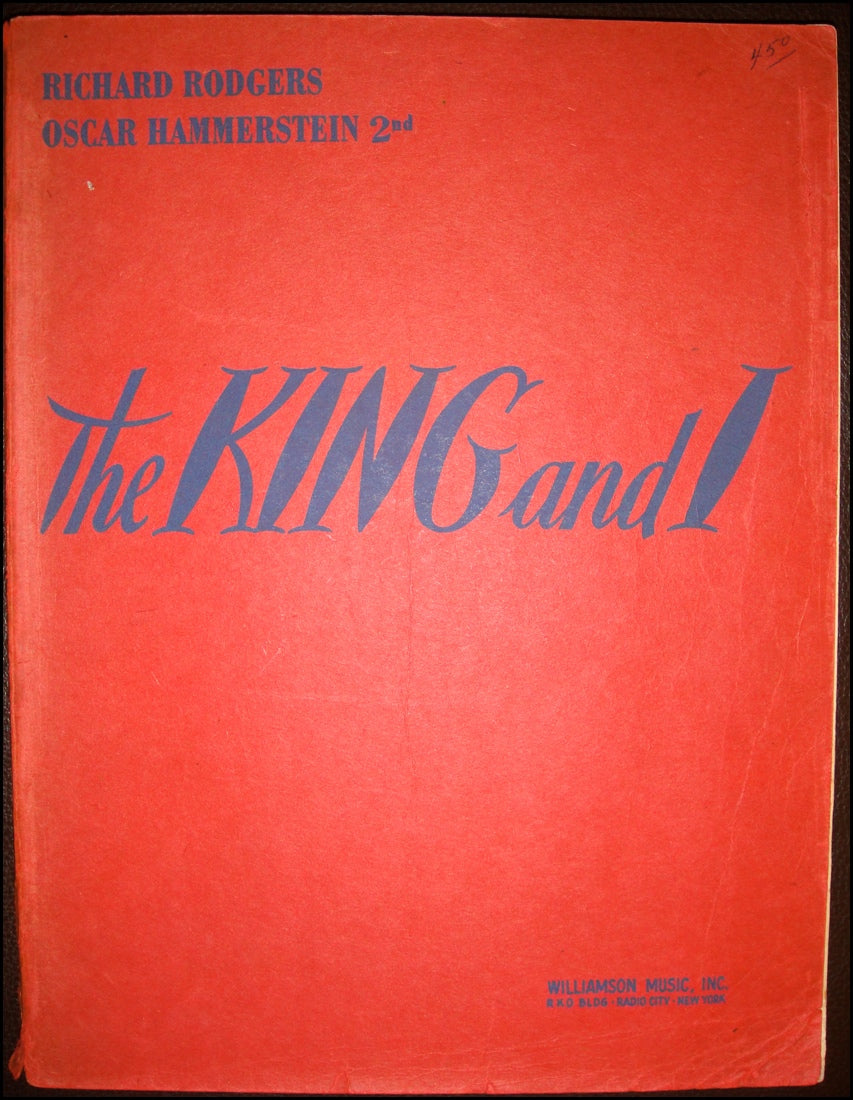 450
RICHARD RODGERS
OSCAR HAMMERSTEIN 2nd
The KING and I
WILLIAMSON MUSIC, INC.
R.K.O. BLDG · RADIO CITY · NEW YORK